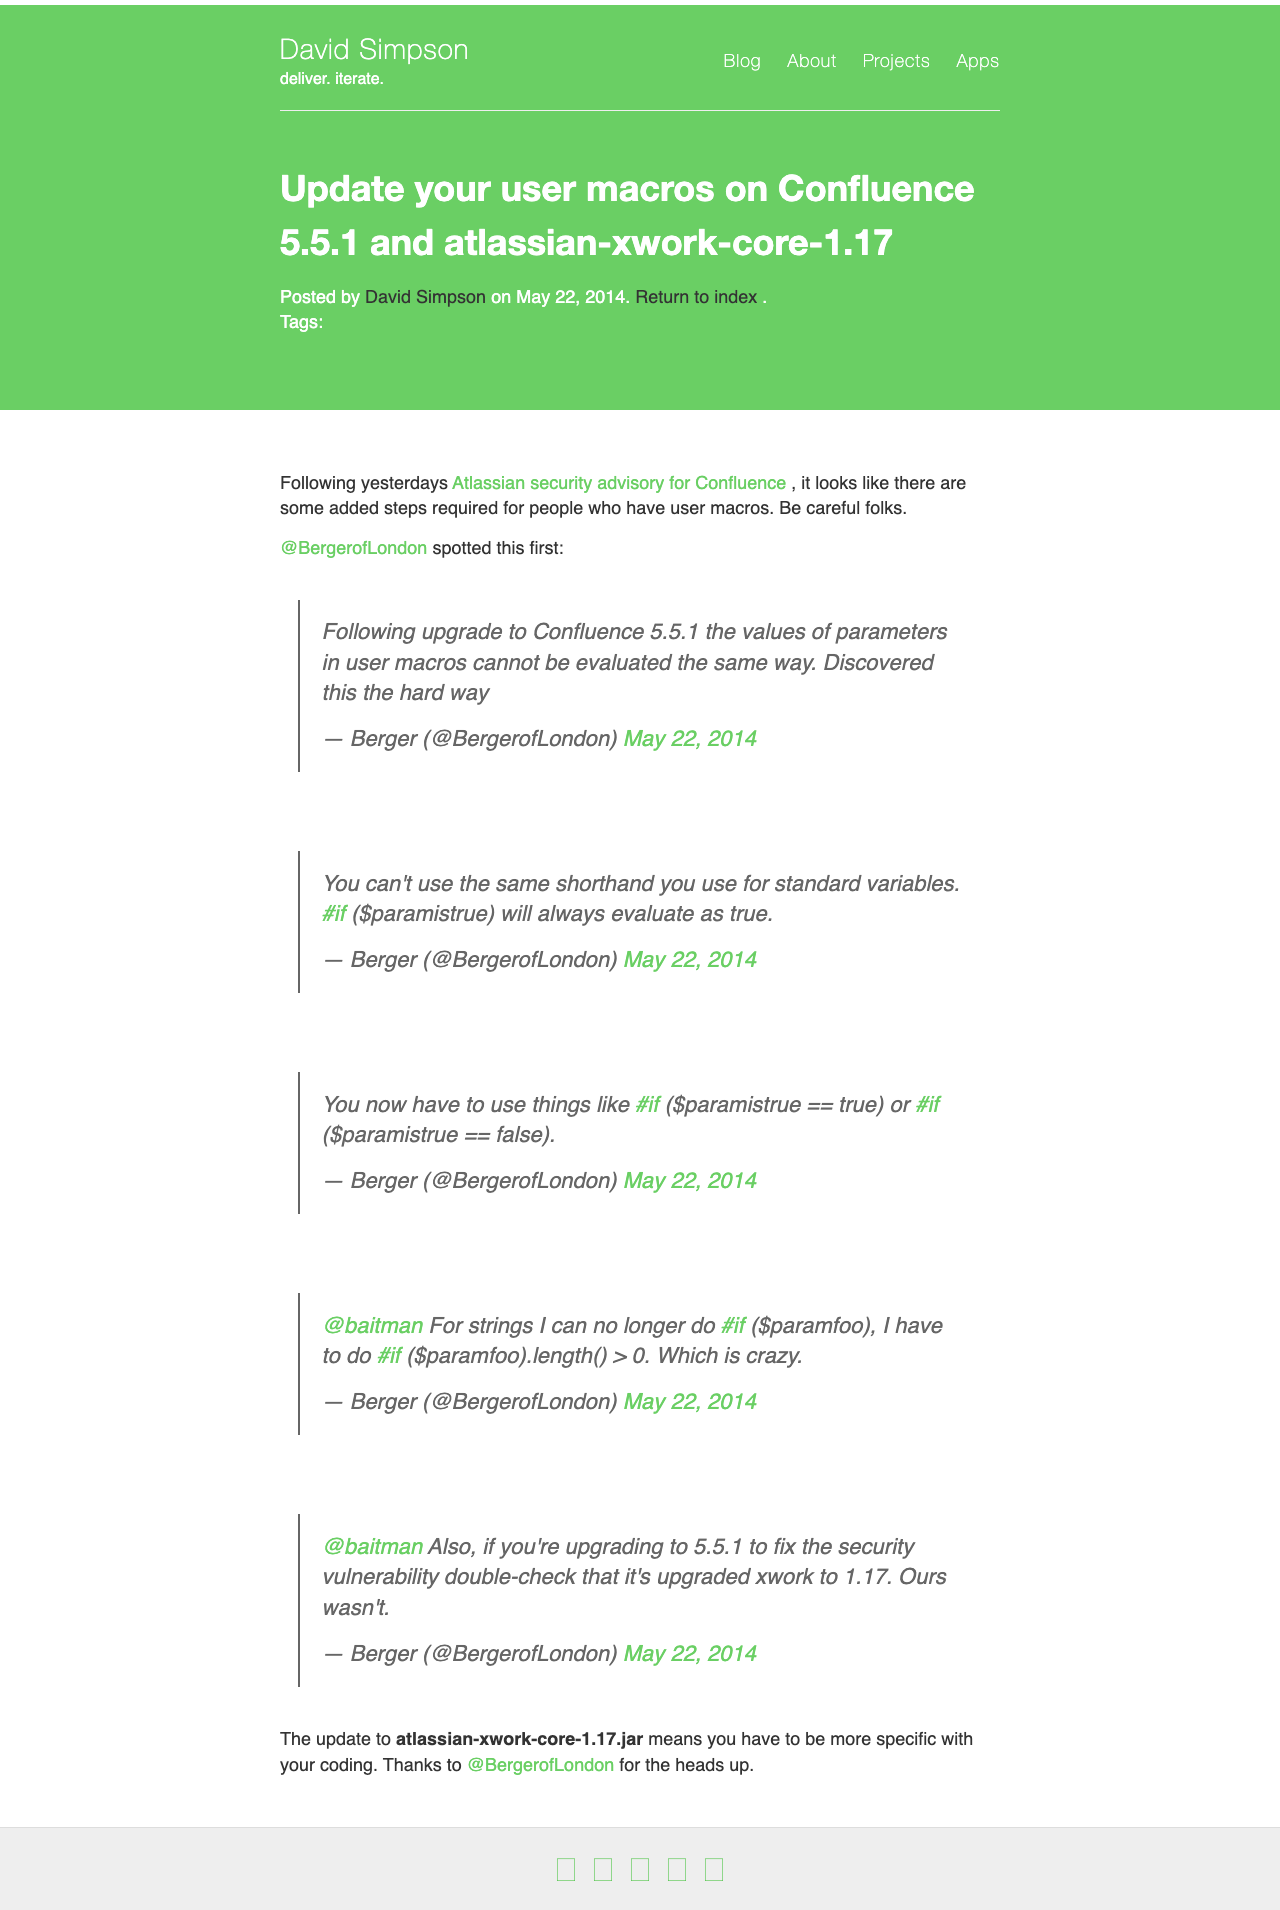 David Simpson
deliver. iterate.
Blog About Projects Apps
Update your user macros on Confluence
5.5.1 and atlassian-xwork-core-1.17
Posted by David Simpson on May 22, 2014. Return to index .
Tags:
Following yesterdays Atlassian security advisory for Confluence , it looks like there are
some added steps required for people who have user macros. Be careful folks.
@BergerofLondon spotted this first:
Following upgrade to Confluence 5.5.1 the values of parameters
in user macros cannot be evaluated the same way. Discovered
this the hard way
— Berger (@BergerofLondon) May 22, 2014
You can't use the same shorthand you use for standard variables.
#if ($paramistrue) will always evaluate as true.
— Berger (@BergerofLondon) May 22, 2014
You now have to use things like #if ($paramistrue == true) or #if
($paramistrue == false).
— Berger (@BergerofLondon) May 22, 2014
@baitman For strings I can no longer do #if ($paramfoo), I have
to do #if ($paramfoo).length() > 0. Which is crazy.
— Berger (@BergerofLondon) May 22, 2014
@baitman Also, if you're upgrading to 5.5.1 to fix the security
vulnerability double-check that it's upgraded xwork to 1.17. Ours
wasn't.
— Berger (@BergerofLondon) May 22, 2014
The update to atlassian-xwork-core-1.17.jar means you have to be more specific with
your coding. Thanks to @BergerofLondon for the heads up.